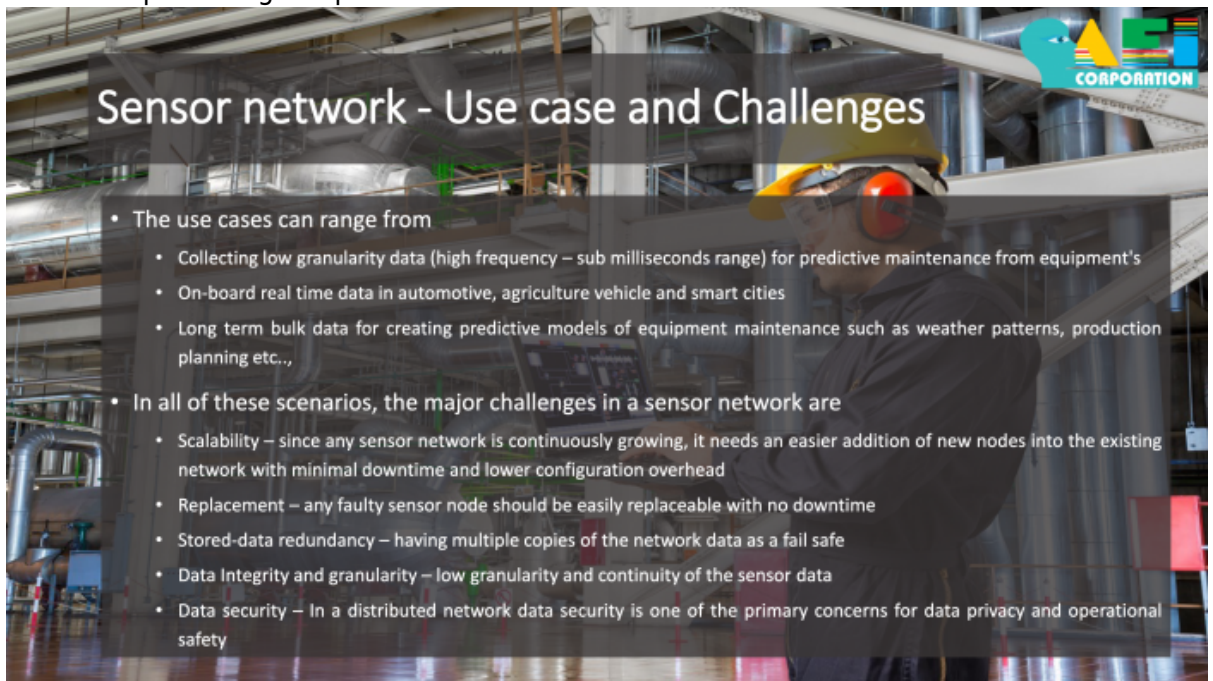 AEi
CORPORATION
Sensor network - Use case and Challenges
• The use cases can range from
• Collecting low granularity data (high frequency – sub milliseconds range) for predictive maintenance from equipment's
• On-board real time data in automotive, agriculture vehicle and smart cities
• Long term bulk data for creating predictive models of equipment maintenance such as weather patterns, production
planning etc..,
• In all of these scenarios, the major challenges in a sensor network are
• Scalability – since any sensor network is continuously growing, it needs an easier addition of new nodes into the existing
network with minimal downtime and lower configuration overhead
• Replacement – any faulty sensor node should be easily replaceable with no downtime
• Stored-data redundancy – having multiple copies of the network data as a fail safe
• Data Integrity and granularity – low granularity and continuity of the sensor data
• Data security – In a distributed network data security is one of the primary concerns for data privacy and operational
safety